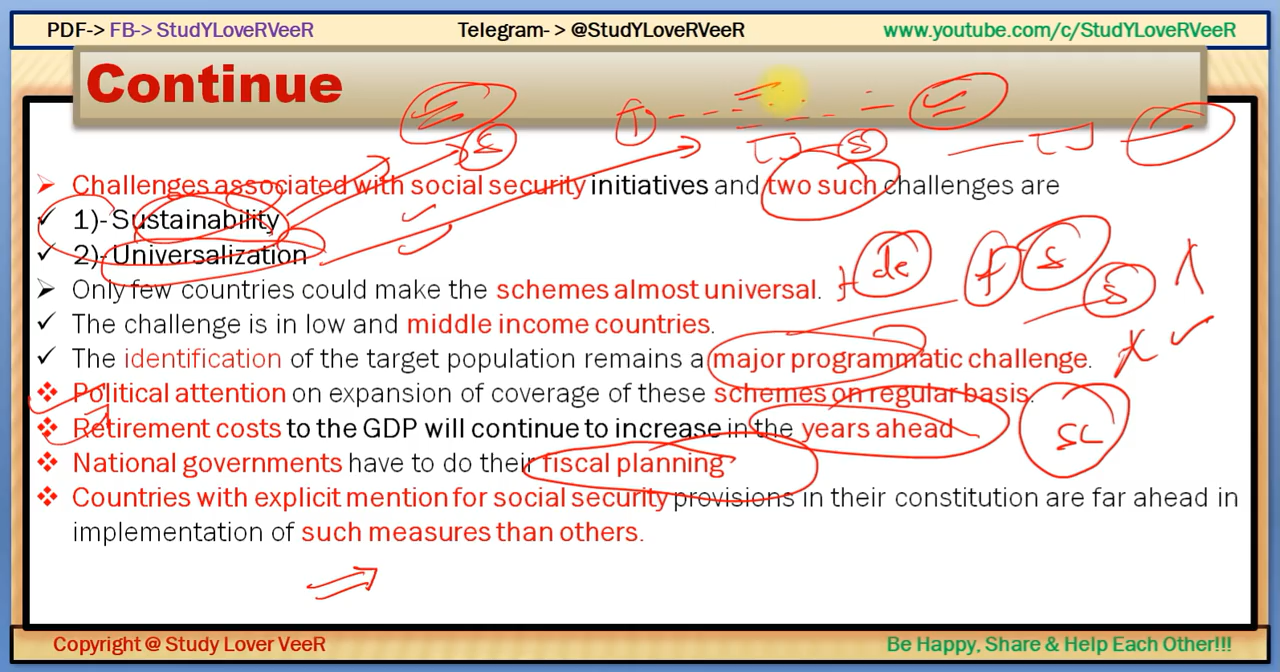 PDF-> FB-> StudYLoveRVeeR Telegram- > @StudYLoveRVeeR www.youtube.com/c/StudYLoveRVeeR
Continue
➤ Challenges associated with social security initiatives and two such challenges are
✓ 1)- Sustainability
✓ 2)- Universalization
➤ Only few countries could make the schemes almost universal.
✓ The challenge is in low and middle income countries.
✓ The identification of the target population remains a major programmatic challenge.
❖ Political attention on expansion of coverage of these schemes on regular basis.
❖ Retirement costs to the GDP will continue to increase in the years ahead
❖ National governments have to do their fiscal planning
❖ Countries with explicit mention for social security provisions in their constitution are far ahead in
implementation of such measures than others.
Copyright @ Study Lover VeeR Be Happy, Share & Help Each Other!!!